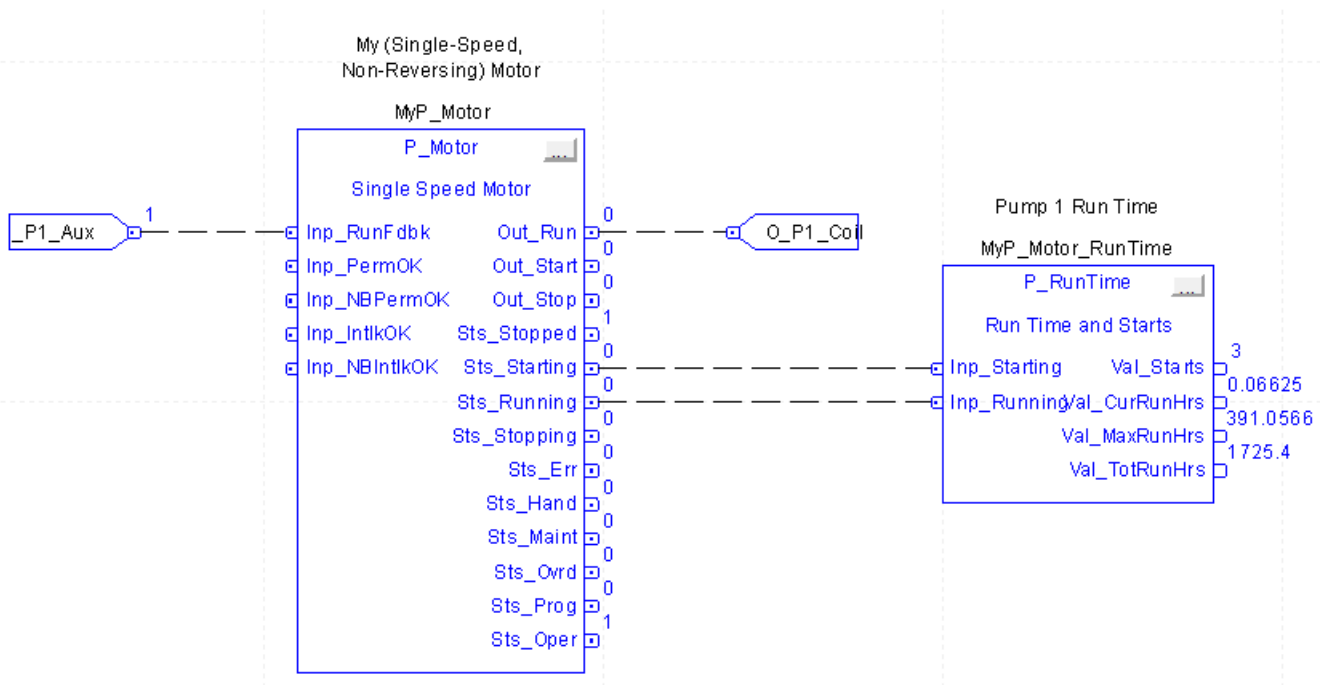 My (Single-Speed,
Non-Reversing) Motor
MyP_Motor
P_Motor
...
Single Speed Motor
_P1_Aux
1
Inp_RunFdbk
Inp_PermOK
Inp_NBPermOK
Inp_IntlkOK
Inp_NBIntlkOK
Out_Run
0
Out_Start
0
Out_Stop
0
Sts_Stopped
1
Sts_Starting
0
Sts_Running
0
Sts_Stopping
0
Sts_Err
0
Sts_Hand
0
Sts_Maint
0
Sts_Ovrd
0
Sts_Prog
0
Sts_Oper
1
O_P1_Coil
Pump 1 Run Time
MyP_Motor_RunTime
P_RunTime
...
Run Time and Starts
Inp_Starting
Inp_Running
Val_Starts
3
Val_CurRunHrs
0.06625
Val_MaxRunHrs
391.0566
Val_TotRunHrs
1725.4